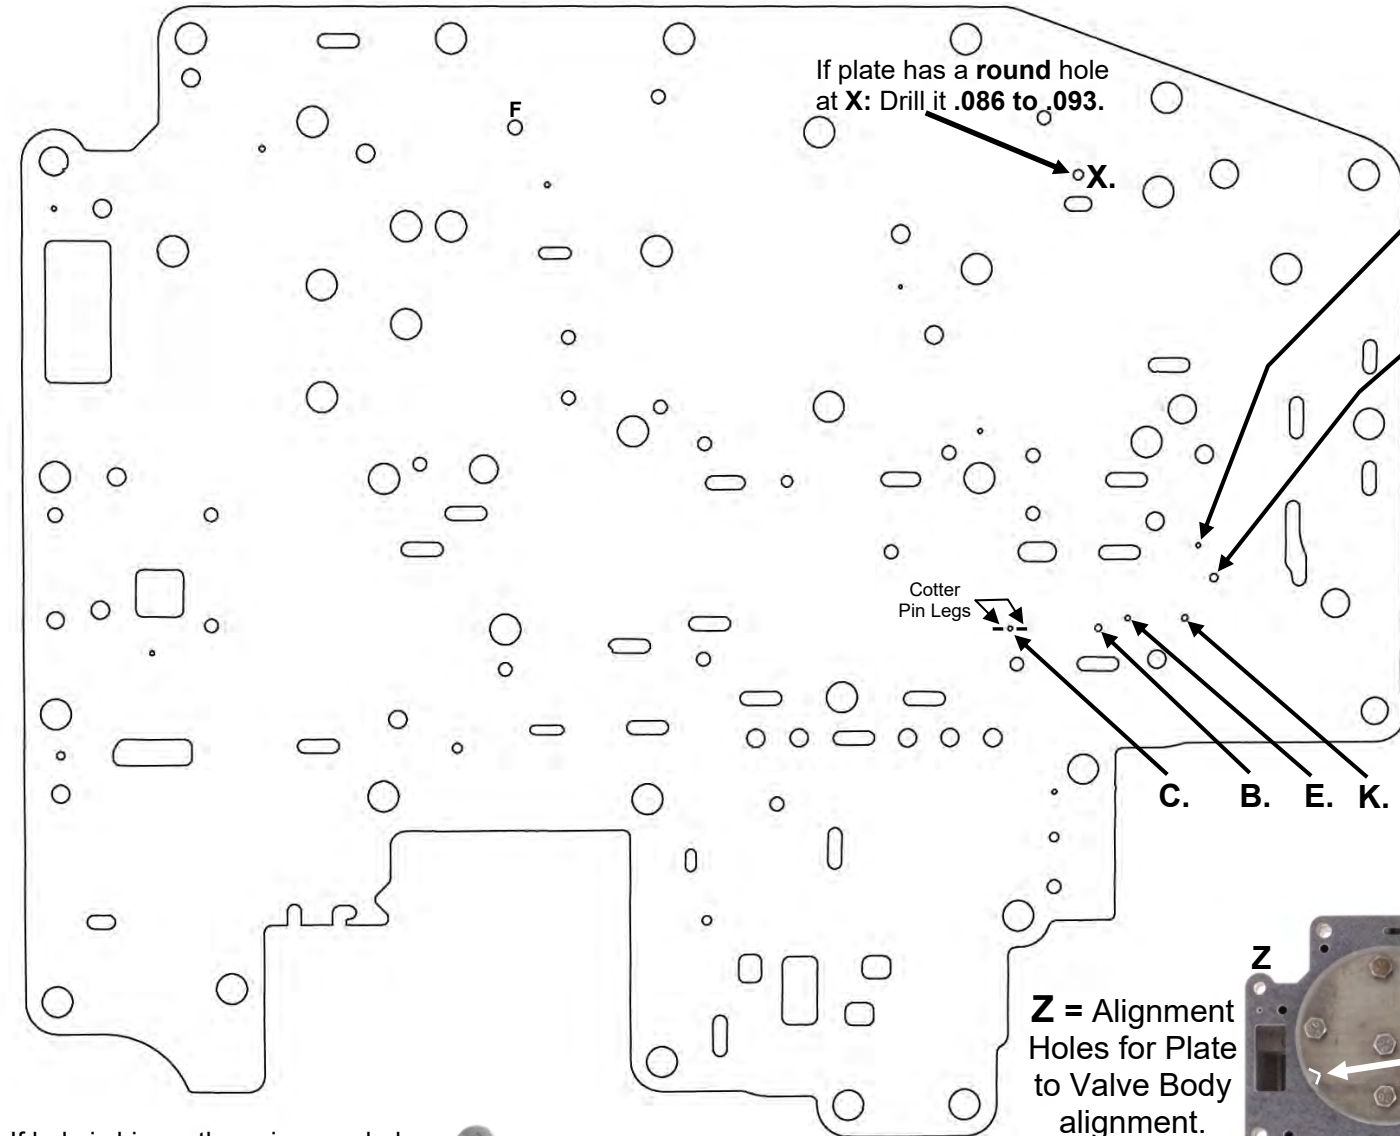 If plate has a round hole
at X: Drill it .086 to .093.
F
X.
Cotter
Pin Legs
C. B. E. K.
Z
Z = Alignment
Holes for Plate
to Valve Body
alignment.